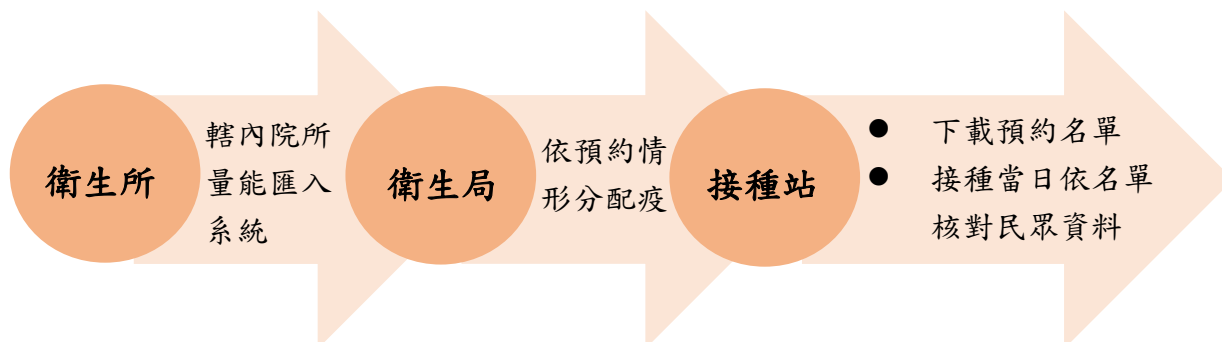 衛生所
轄內院所
量能匯入
系統
衛生局
依預約情
形分配疫
接種站
● 下載預約名單
● 接種當日依名單
核對民眾資料